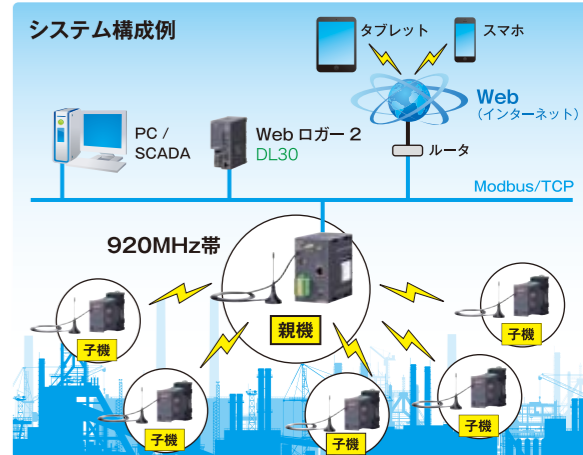 システム構成例
タブレット
スマホ
Web
(インターネット)
PC /
SCADA
Web ロガー 2
DL30
ルータ
Modbus/TCP
920MHz帯
親機
子機
子機
子機
子機
子機